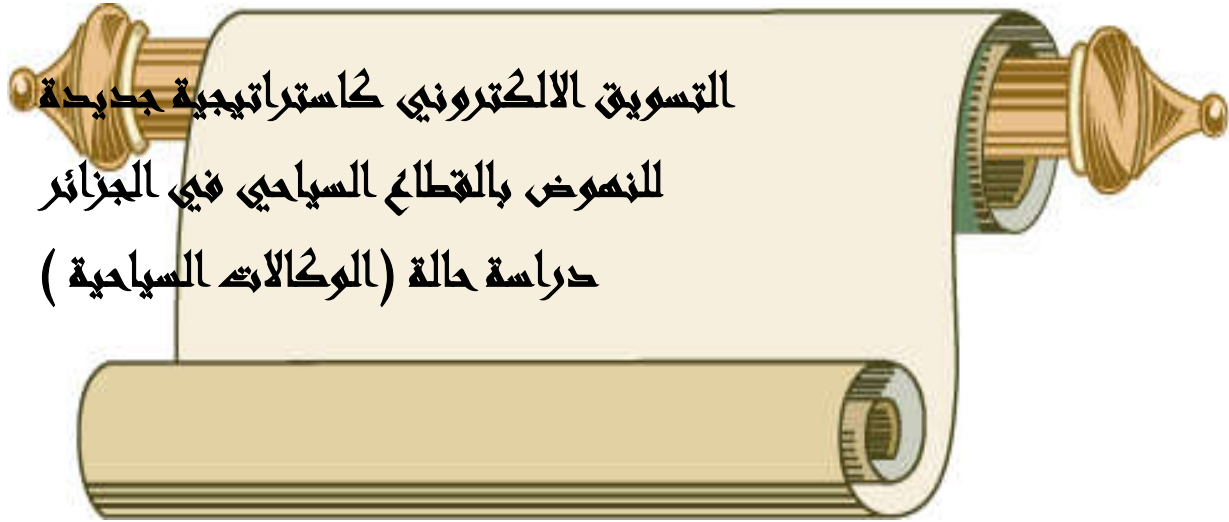 التسويق الالكتروني كاستراتيجية جديدة
للنهوض بالقطاع السياحي في الجزائر
دراسة حالة (الوكالات السياحية )